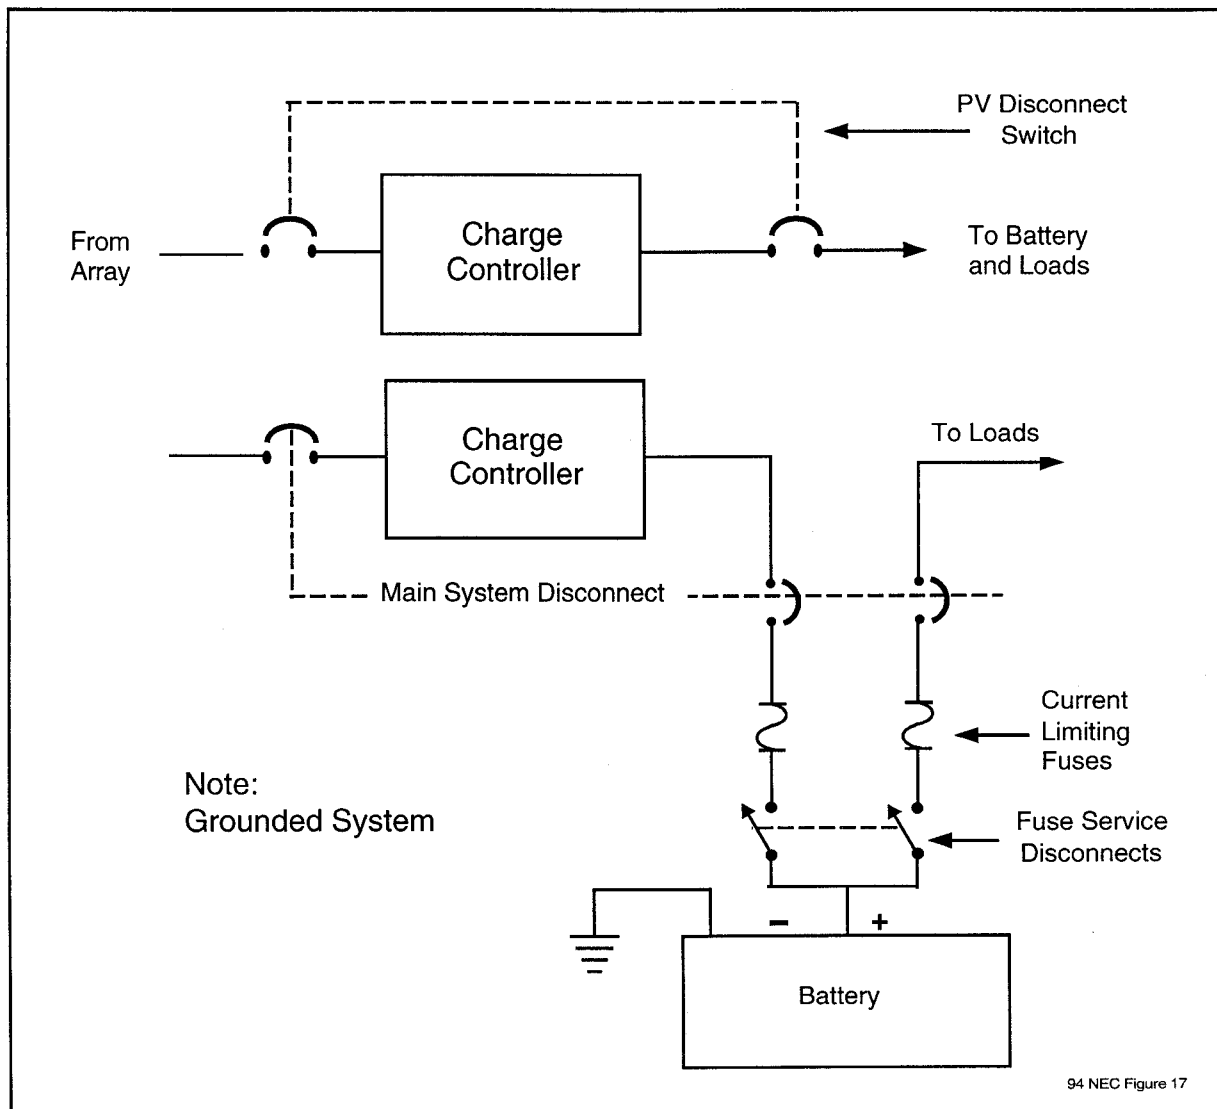 PV Disconnect
Switch
From
Array
Charge
Controller
To Battery
and Loads
Charge
Controller
To Loads
Main System Disconnect
Current
Limiting
Fuses
Note:
Grounded System
Fuse Service
Disconnects
- +
Battery
94 NEC Figure 17